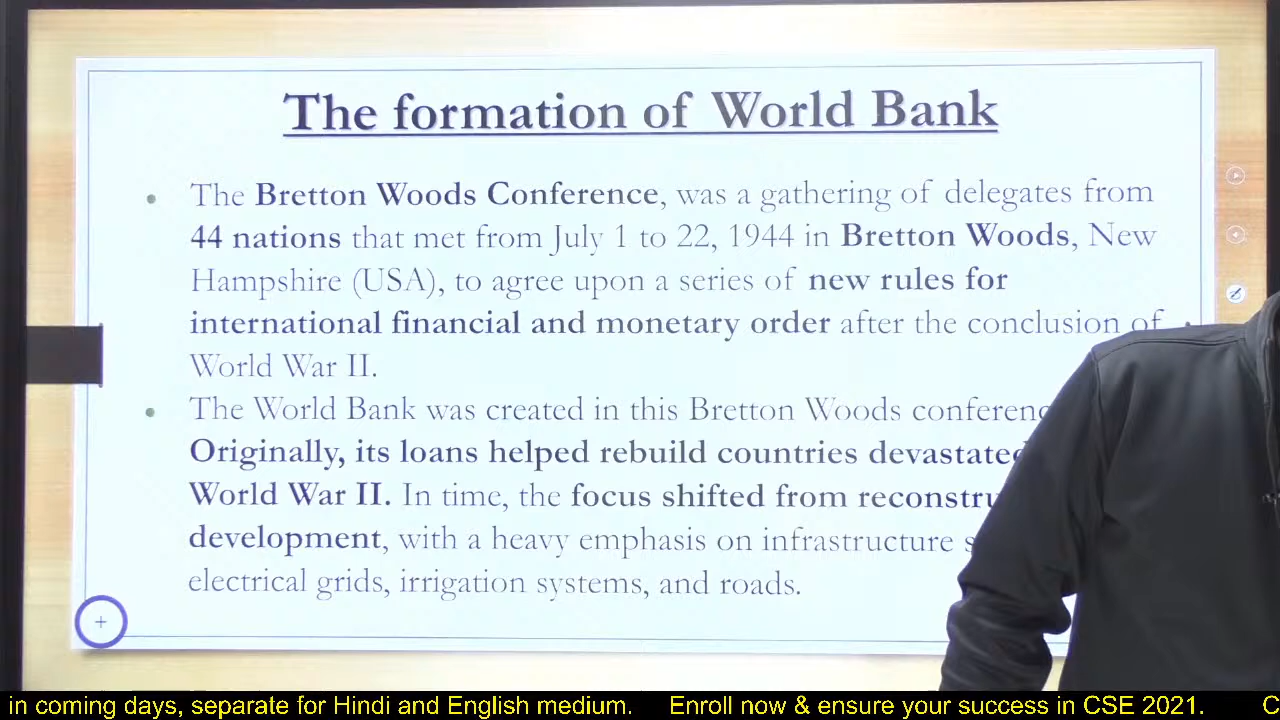 The formation of World Bank
The Bretton Woods Conference, was a gathering of delegates from
44 nations that met from July 1 to 22, 1944 in Bretton Woods, New
Hampshire (USA), to agree upon a series of new rules for
international financial and monetary order after the conclusion of
World War II.
The World Bank was created in this Bretton Woods
Originally, its loans helped rebuild countries
World War II. In time, the focus shifted from
development, with a heavy emphasis on infrastructure
electrical grids, irrigation systems, and roads.
in coming days, separate for Hindi and English medium. Enroll now & ensure your success in CSE 2021.